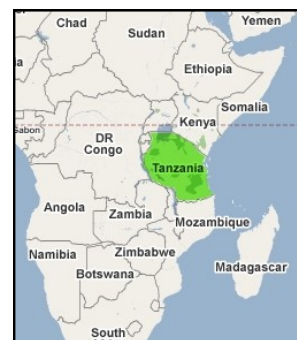 Yemen
Chad
Sudan
Ethiopia
Somalia
Kenya
Gabon
DR
Congo
Tanzania
Angola
Zambia
Mozambique
Namibia
Zimbabwe
Botswana
Madagascar
South